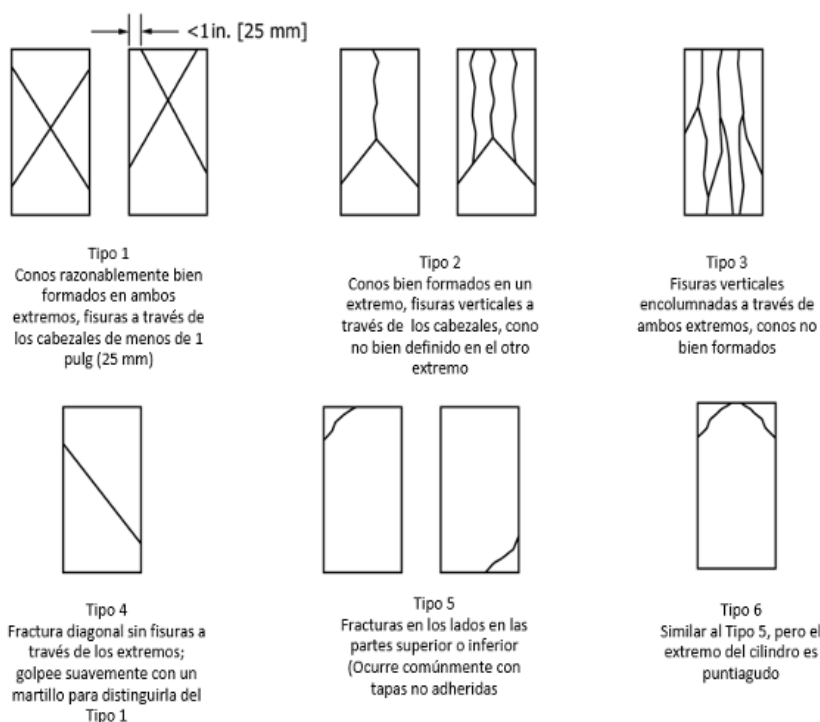 <1in. [25 mm]
Tipo 1
Conos razonablemente bien
formados en ambos
extremos, fisuras a través de
los cabezales de menos de 1
pulg (25 mm)
Tipo 2
Conos bien formados en un
extremo, fisuras verticales a
través de los cabezales, cono
no bien definido en el otro
extremo
Tipo 3
Fisuras verticales
encolumnadas a través de
ambos extremos, conos no
bien formados
Tipo 4
Fractura diagonal sin fisuras a
través de los extremos;
golpee suavemente con un
martillo para distinguirla del
Tipo 1
Tipo 5
Fracturas en los lados en las
partes superior o inferior
(Ocurre comúnmente con
tapas no adheridas
Tipo 6
Similar al Tipo 5, pero el
extremo del cilindro es
puntiagudo